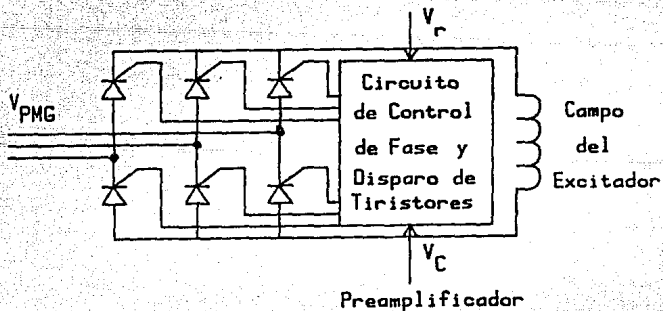 V_r
Circuito
de Control
de Fase y
Disparo de
Tiristores
V_PMG
Campo
del
Excitador
V_C
Preamplificador